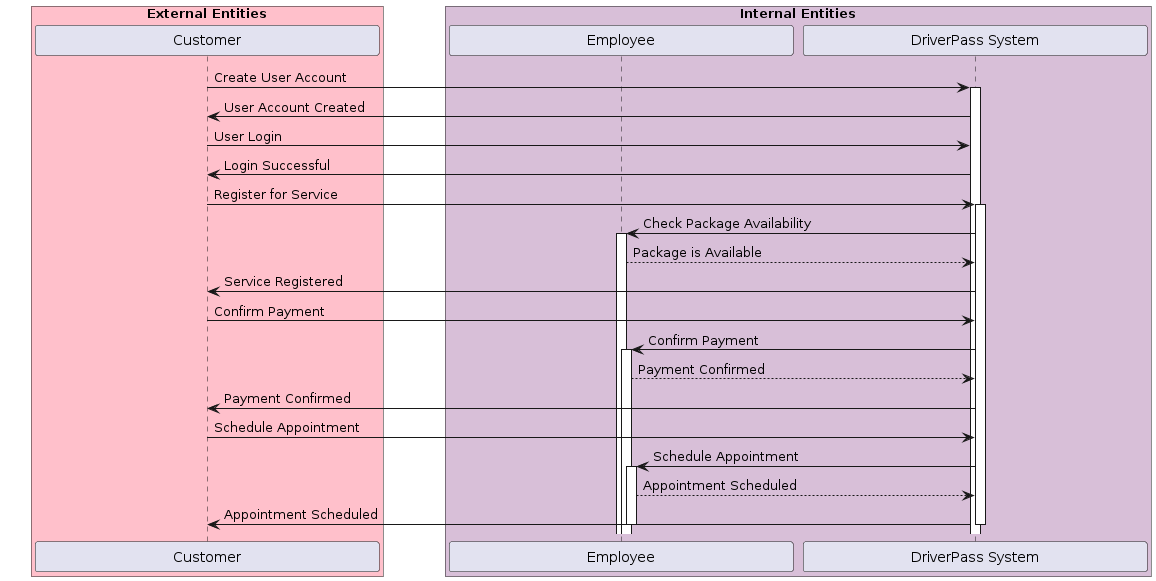 External Entities
Internal Entities
Customer
Employee
DriverPass System
Create User Account
User Account Created
User Login
Login Successful
Register for Service
Check Package Availability
Package is Available
Service Registered
Confirm Payment
Confirm Payment
Payment Confirmed
Payment Confirmed
Schedule Appointment
Schedule Appointment
Appointment Scheduled
Appointment Scheduled
Customer
Employee
DriverPass System